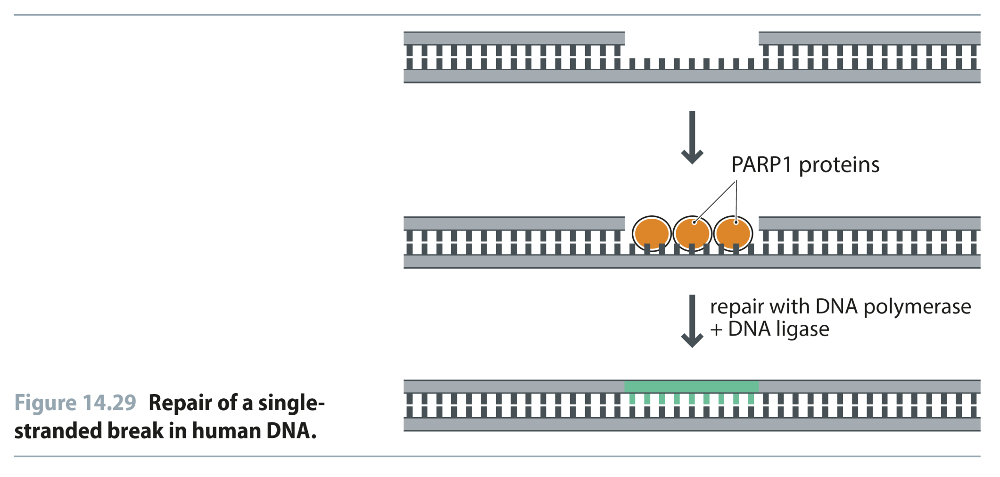 PARP1 proteins
repair with DNA polymerase
+ DNA ligase
Figure 14.29 Repair of a single-
stranded break in human DNA.